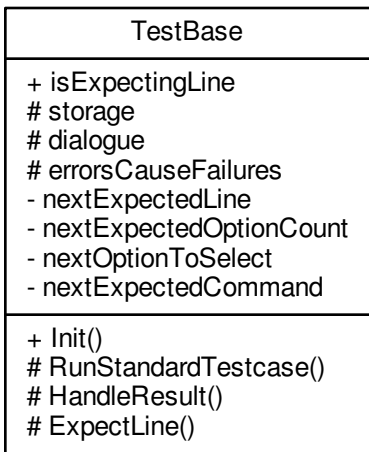 TestBase
+ isExpectingLine
# storage
# dialogue
# errorsCauseFailures
- nextExpectedLine
- nextExpectedOptionCount
- nextOptionToSelect
- nextExpectedCommand
+ Init()
# RunStandardTestcase()
# HandleResult()
# ExpectLine()